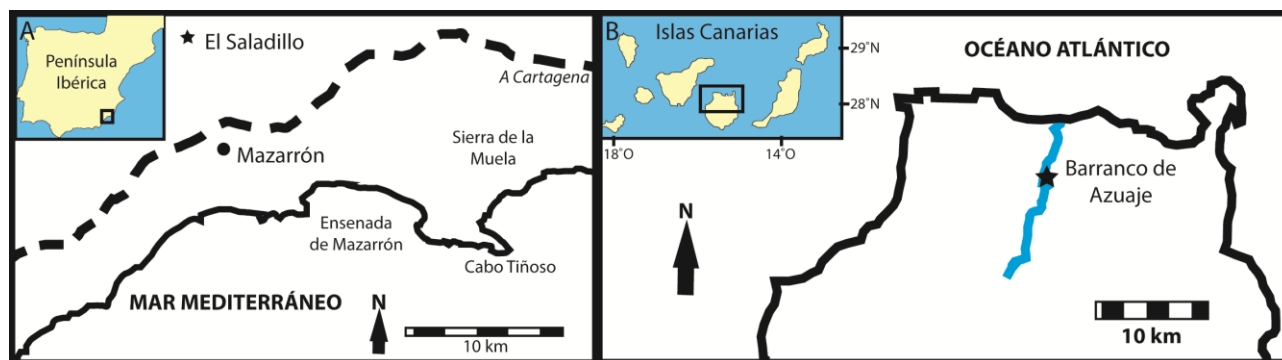 A
Península
Ibérica
El Saladillo
A Cartagena
Mazarrón
Sierra de la
Muela
Ensenada
de Mazarrón
Cabo Tiñoso
MAR MEDITERRÁNEO
N
10 km
B
Islas Canarias
29°N
28°N
18°O
14°O
OCÉANO ATLÁNTICO
Barranco de
Azuaje
N
10 km